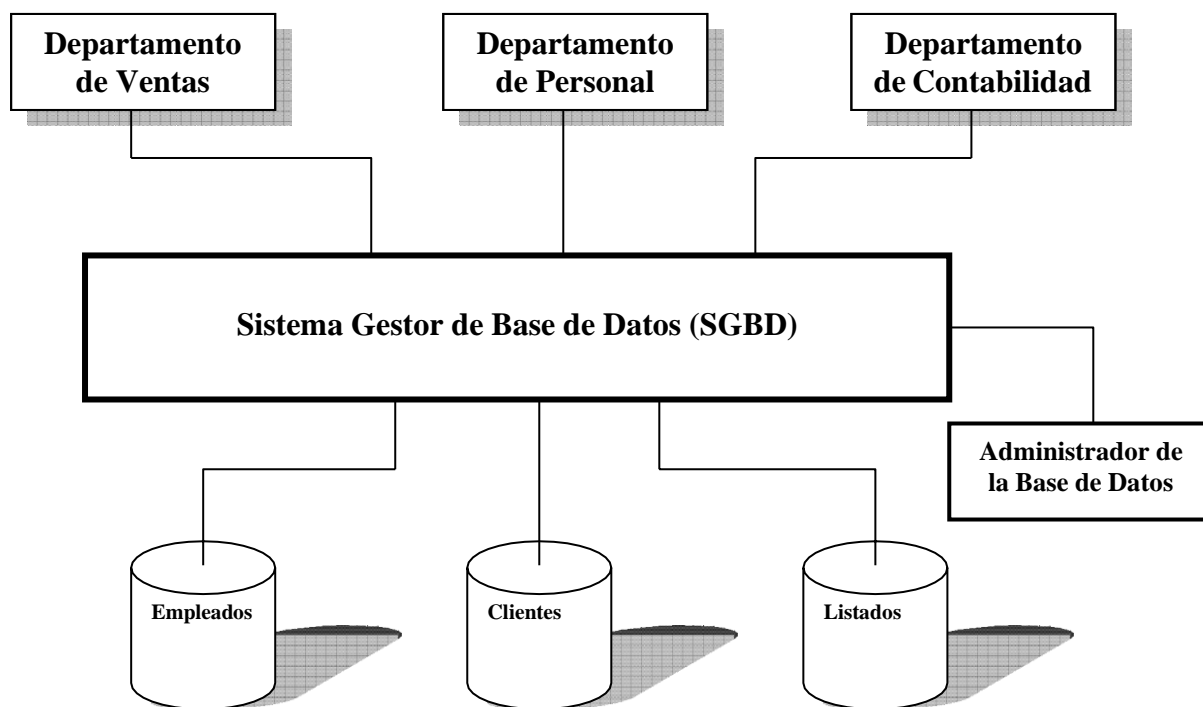 Departamento
de Ventas
Departamento
de Personal
Departamento
de Contabilidad
Sistema Gestor de Base de Datos (SGBD)
Administrador de
la Base de Datos
Empleados
Clientes
Listados